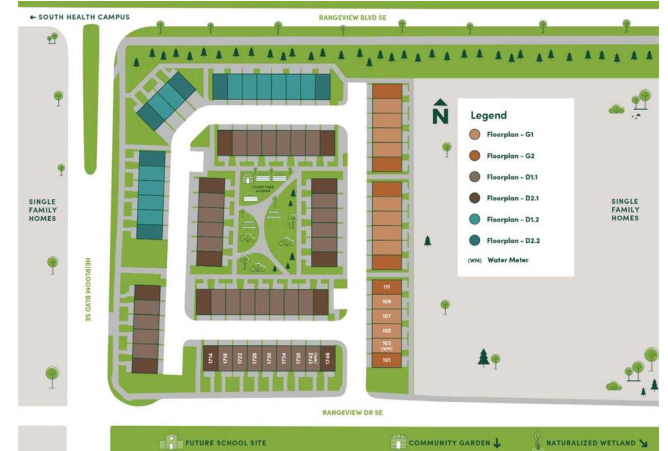 ← SOUTH HEALTH CAMPUS
RANGEVIEW BLVD SE
N
Legend
Floorplan - G1
Floorplan - G2
Floorplan - D1.1
Floorplan - D2.1
Floorplan - D1.2
Floorplan - D2.2
(WM) Water Meter
SINGLE
FAMILY
HOMES
SINGLE
FAMILY
HOMES
COURTYARD
GARDEN
HEIRLOOM BLVD SE
111
109
107
105
103
(WM)
101
1714
1718
1722
1726
1730
1734
1738
1742
(WM)
1746
RANGEVIEW DR SE
FUTURE SCHOOL SITE
COMMUNITY GARDEN ↓
NATURALIZED WETLAND ↘